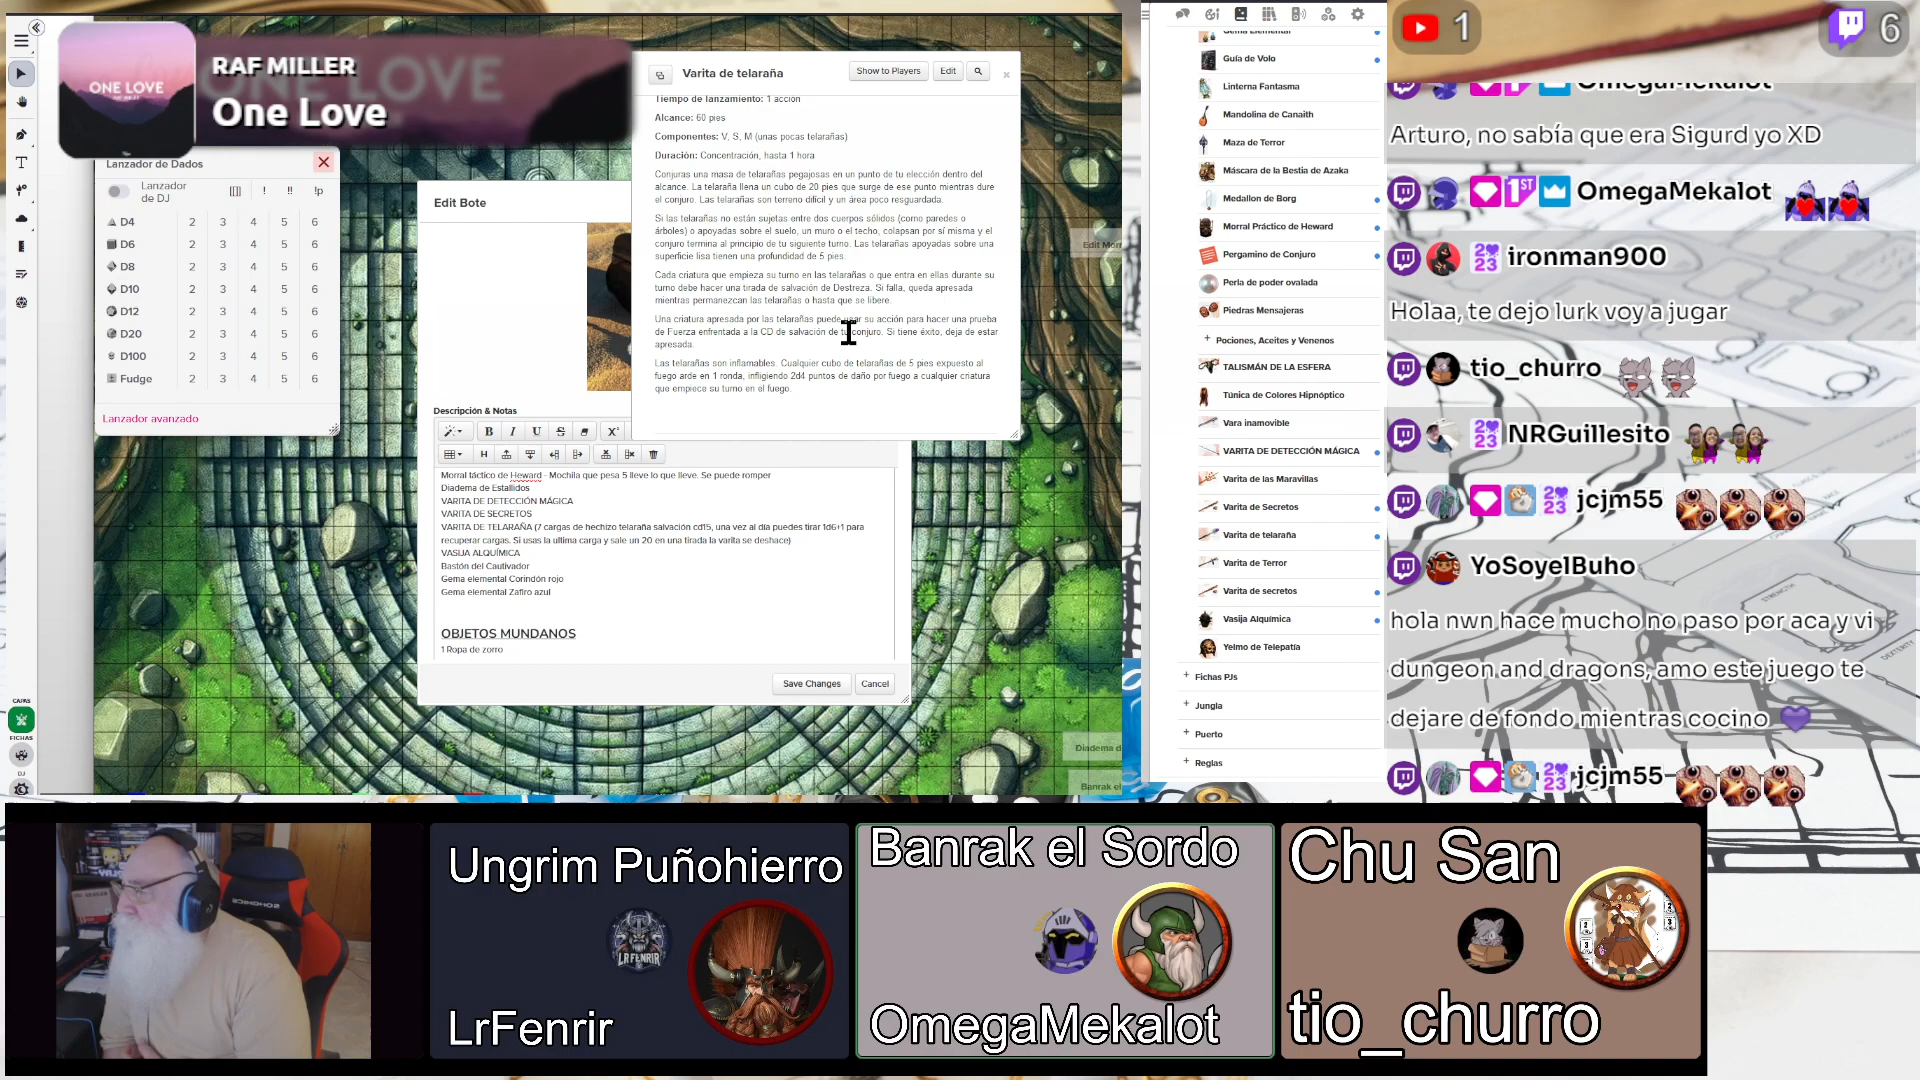 ONE LOVE
RAF MILLER
One Love
Lanzador de Dados
Lanzador
de DJ
[[]]
!
!!
!p
D4 2 3 4 5 6
D6 2 3 4 5 6
D8 2 3 4 5 6
D10 2 3 4 5 6
D12 2 3 4 5 6
D20 2 3 4 5 6
D100 2 3 4 5 6
Fudge 2 3 4 5 6
Lanzador avanzado
CAPAS
FICHAS
DJ
Edit Bote
Descripción & Notas
B I U S X
H
Morral táctico de Heward - Mochila que pesa 5 lleve lo que lleve. Se puede romper
Diadema de Estallidos
VARITA DE DETECCIÓN MÁGICA
VARITA DE SECRETOS
VARITA DE TELARAÑA (7 cargas de hechizo telaraña salvación cd15, una vez al día puedes tirar 1d6+1 para
recuperar cargas. Si usas la ultima carga y sale un 20 en una tirada la varita se deshace)
VASIJA ALQUÍMICA
Bastón del Cautivador
Gema elemental Corindón rojo
Gema elemental Zafiro azul
OBJETOS MUNDANOS
1 Ropa de zorro
Save Changes
Cancel
Varita de telaraña
Show to Players
Edit
Tiempo de lanzamiento: 1 acción
Alcance: 60 pies
Componentes: V, S, M (unas pocas telarañas)
Duración: Concentración, hasta 1 hora
Conjuras una masa de telarañas pegajosas en un punto de tu elección dentro del
alcance. La telaraña llena un cubo de 20 pies que surge de ese punto mientras dure
el conjuro. Las telarañas son terreno difícil y un área poco resguardada.
Si las telarañas no están sujetas entre dos cuerpos sólidos (como paredes o
árboles) o apoyadas sobre el suelo, un muro o el techo, colapsan por sí misma y el
conjuro termina al principio de tu siguiente turno. Las telarañas apoyadas sobre una
superficie lisa tienen una profundidad de 5 pies.
Cada criatura que empieza su turno en las telarañas o que entra en ellas durante su
turno debe hacer una tirada de salvación de Destreza. Si falla, queda apresada
mientras permanezcan las telarañas o hasta que se libere.
Una criatura apresada por las telarañas puede usar su acción para hacer una prueba
de Fuerza enfrentada a la CD de salvación de tu conjuro. Si tiene éxito, deja de estar
apresada.
Las telarañas son inflamables. Cualquier cubo de telarañas de 5 pies expuesto al
fuego arde en 1 ronda, infligiendo 2d4 puntos de daño por fuego a cualquier criatura
que empiece su turno en el fuego.
Edit Mor
Diadema d
Banrak el
Gema Elemental
Guía de Volo
Linterna Fantasma
Mandolina de Canaith
Maza de Terror
Máscara de la Bestia de Azaka
Medallon de Borg
Morral Práctico de Heward
Pergamino de Conjuro
Perla de poder ovalada
Piedras Mensajeras
+ Pociones, Aceites y Venenos
TALISMÁN DE LA ESFERA
Túnica de Colores Hipnóptico
Vara inamovible
VARITA DE DETECCIÓN MÁGICA
Varita de las Maravillas
Varita de Secretos
Varita de telaraña
Varita de Terror
Varita de secretos
Vasija Alquímica
Yelmo de Telepatía
+ Fichas PJs
+ Jungla
+ Puerto
+ Reglas
1
6
OmegaMekalot
Arturo, no sabía que era Sigurd yo XD
1ST OmegaMekalot
ironman900
Holaa, te dejo lurk voy a jugar
tio_churro
NRGuillesito
jcjm55
YoSoyelBuho
hola nwn hace mucho no paso por aca y vi
dungeon and dragons, amo este juego te
dejare de fondo mientras cocino
jcjm55
Ungrim Puñohierro
LRFENRIR
LrFenrir
Banrak el Sordo
OmegaMekalot
Chu San
tio_churro